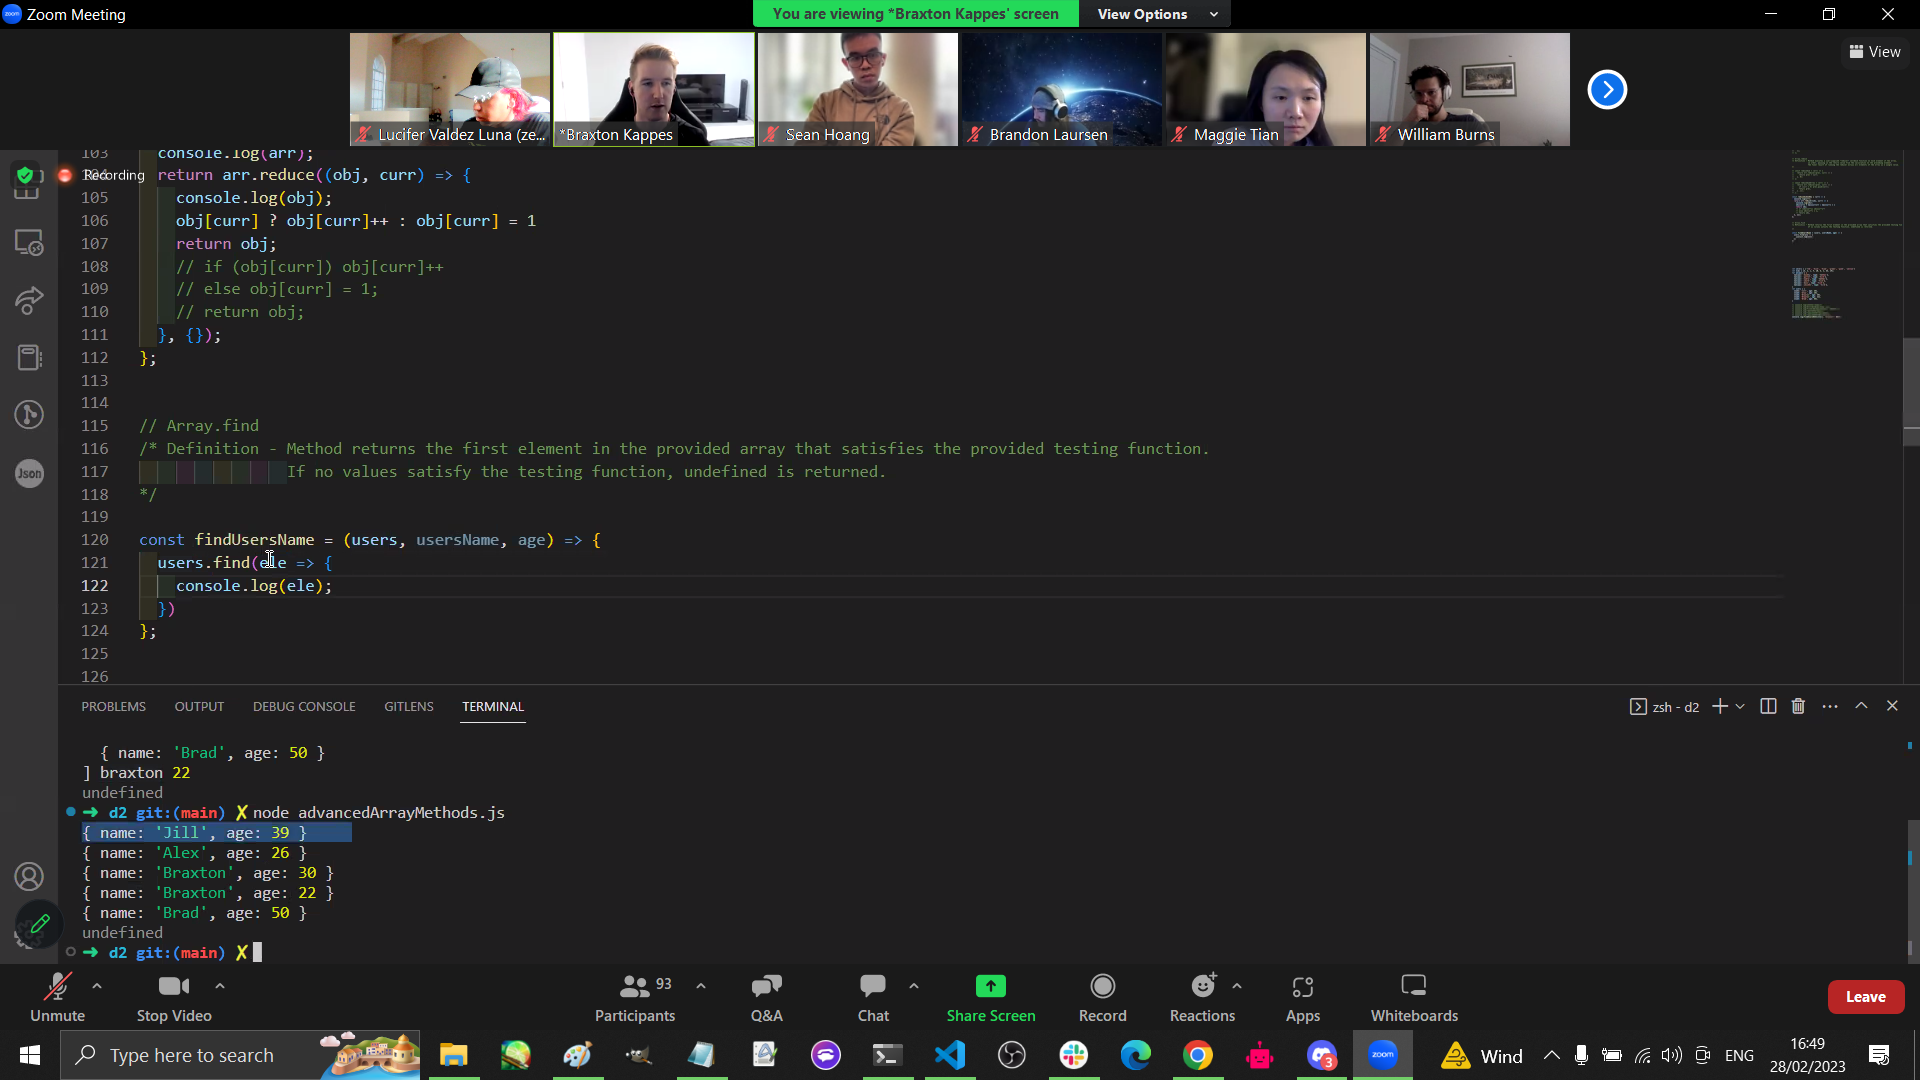 Zoom Meeting
You are viewing *Braxton Kappes' screen
View Options
View
Lucifer Valdez Luna (ze...
*Braxton Kappes
Sean Hoang
Brandon Laursen
Maggie Tian
William Burns
Recording
103 console.log(arr);
return arr.reduce((obj, curr) => {
105 console.log(obj);
106 obj[curr] ? obj[curr]++ : obj[curr] = 1
107 return obj;
108 // if (obj[curr]) obj[curr]++
109 // else obj[curr] = 1;
110 // return obj;
111 }, {});
112 };
113
114
115 // Array.find
116 /* Definition - Method returns the first element in the provided array that satisfies the provided testing function.
117 If no values satisfy the testing function, undefined is returned.
118 */
119
120 const findUsersName = (users, usersName, age) => {
121 users.find(ele => {
122 console.log(ele);
123 })
124 };
125
126
Json
PROBLEMS OUTPUT DEBUG CONSOLE GITLENS TERMINAL
zsh - d2
{ name: 'Brad', age: 50 }
] braxton 22
undefined
➜ d2 git:(main) ✗ node advancedArrayMethods.js
{ name: 'Jill', age: 39 }
{ name: 'Alex', age: 26 }
{ name: 'Braxton', age: 30 }
{ name: 'Braxton', age: 22 }
{ name: 'Brad', age: 50 }
undefined
➜ d2 git:(main) ✗
Unmute
Stop Video
Participants 93
Q&A
Chat
Share Screen
Record
Reactions
Apps
Whiteboards
Leave
Type here to search
3
zoom
Wind
ENG
16:49
28/02/2023